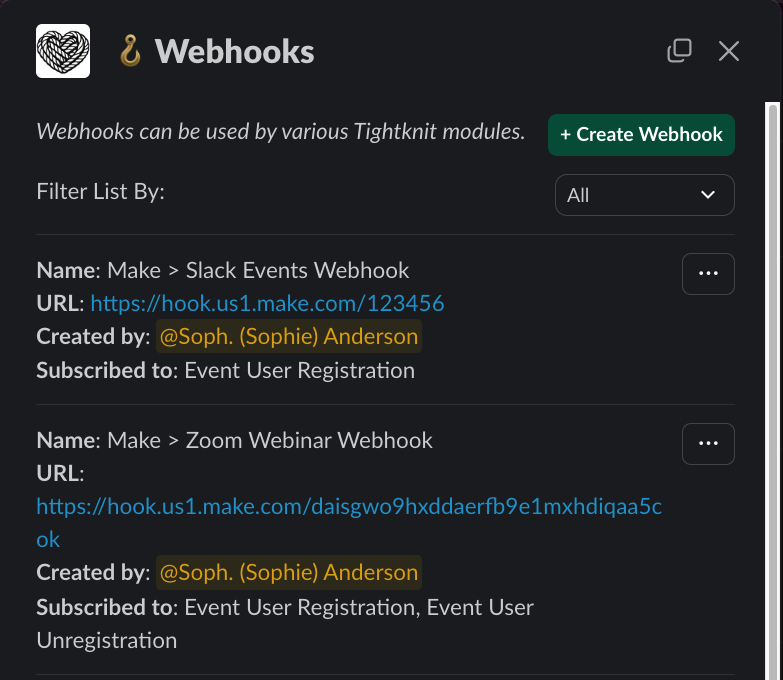 Webhooks
Webhooks can be used by various Tightknit modules.
+ Create Webhook
Filter List By:
All
Name: Make > Slack Events Webhook
URL: https://hook.us1.make.com/123456
Created by: @Soph. (Sophie) Anderson
Subscribed to: Event User Registration
Name: Make > Zoom Webinar Webhook
URL:
https://hook.us1.make.com/daisgwo9hxddaerfb9e1mxhdiqaa5c
ok
Created by: @Soph. (Sophie) Anderson
Subscribed to: Event User Registration, Event User
Unregistration